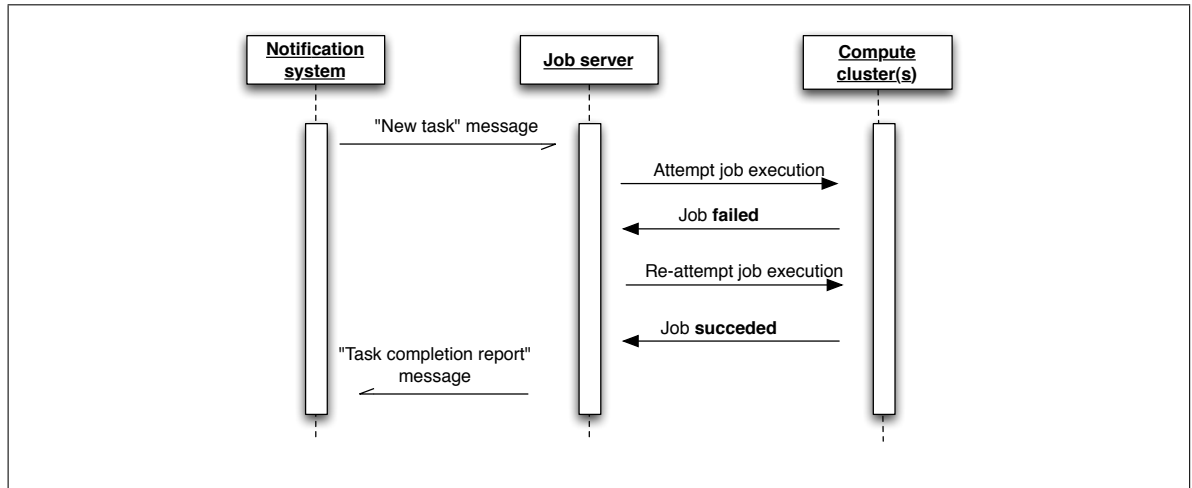 Notification
system
Job server
Compute
cluster(s)
"New task" message
Attempt job execution
Job failed
Re-attempt job execution
Job succeded
"Task completion report"
message